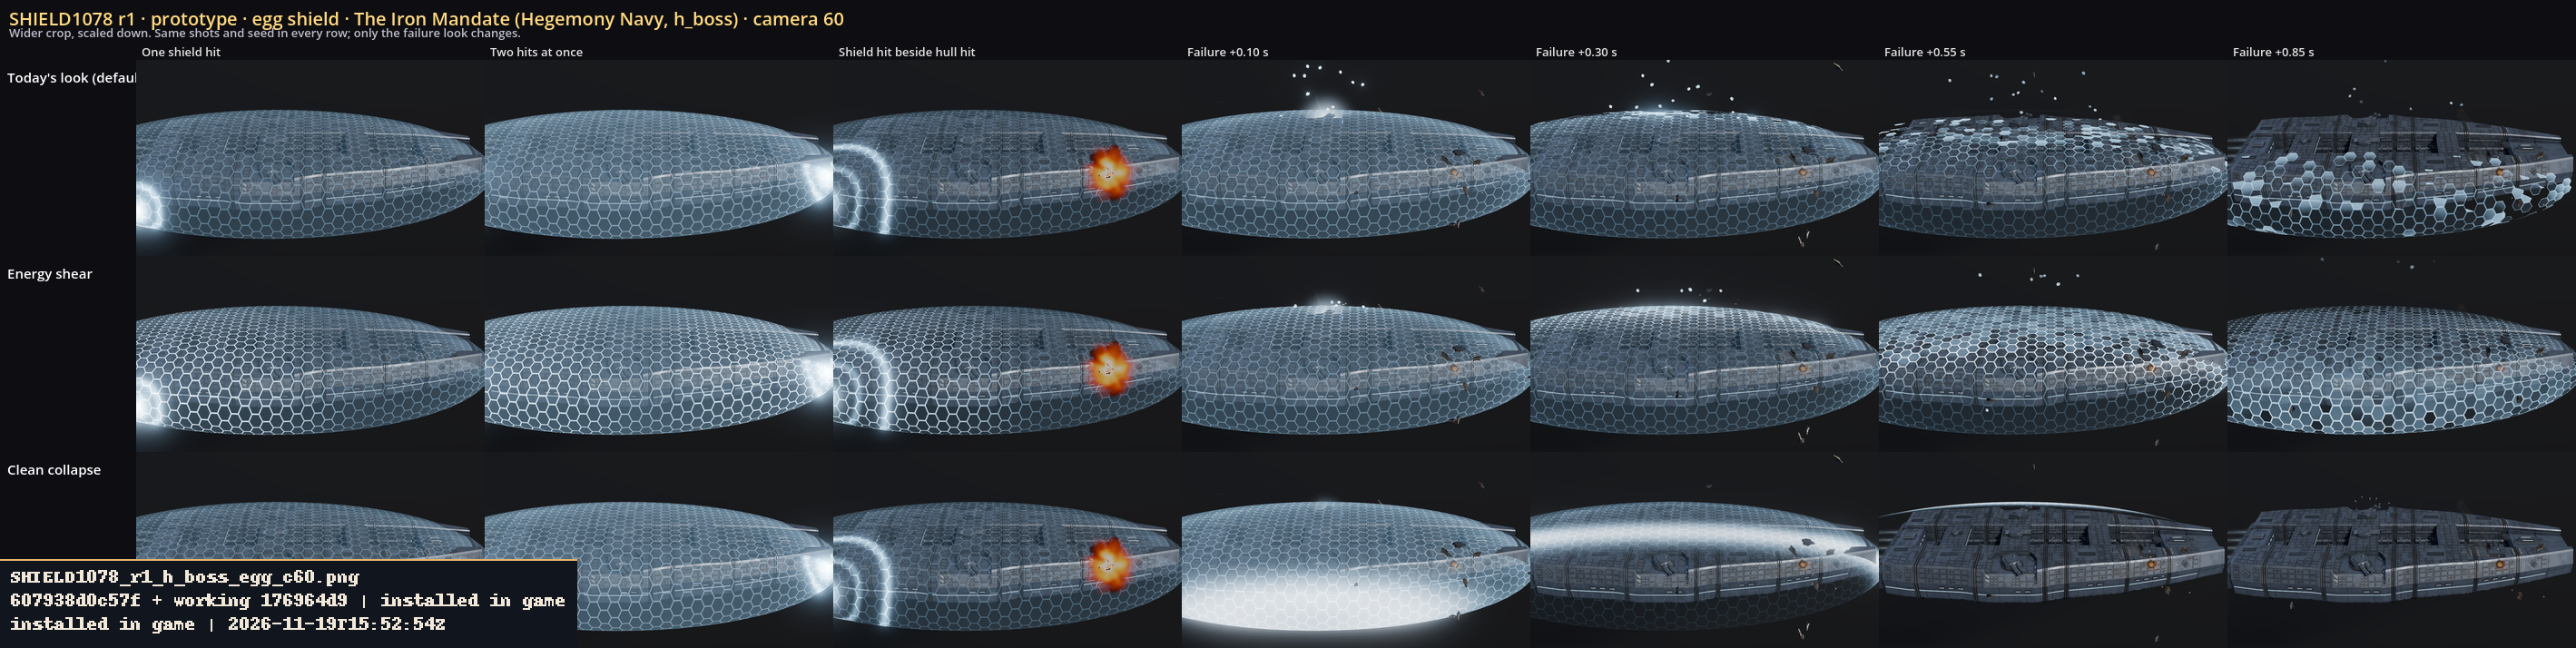 SHIELD1078 r1 · prototype · egg shield · The Iron Mandate (Hegemony Navy, h_boss) · camera 60
Wider crop, scaled down. Same shots and seed in every row; only the failure look changes.
One shield hit
Two hits at once
Shield hit beside hull hit
Failure +0.10 s
Failure +0.30 s
Failure +0.55 s
Failure +0.85 s
Today's look (defaul
Energy shear
Clean collapse
SHIELD1078_r1_h_boss_egg_c60.png
607938d0c57f + working 176964d9 | installed in game
installed in game | 2026-11-19T15:52:54Z